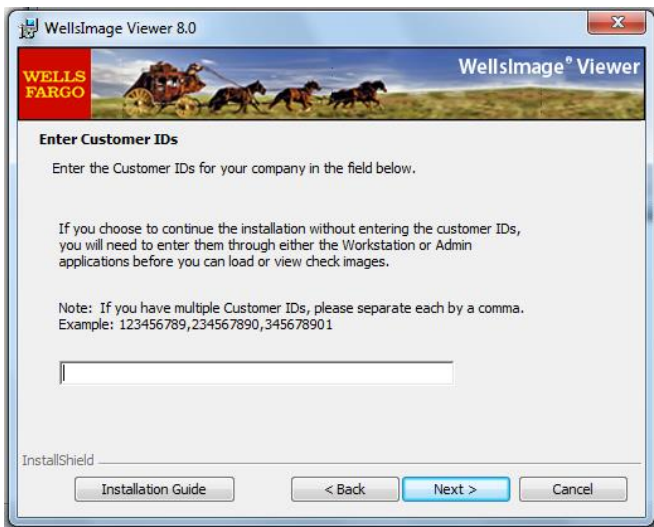 WellsImage Viewer 8.0
WELLS
FARGO
WellsImage® Viewer
Enter Customer IDs
Enter the Customer IDs for your company in the field below.
If you choose to continue the installation without entering the customer IDs,
you will need to enter them through either the Workstation or Admin
applications before you can load or view check images.
Note: If you have multiple Customer IDs, please separate each by a comma.
Example: 123456789,234567890,345678901
InstallShield
Installation Guide
< Back
Next >
Cancel